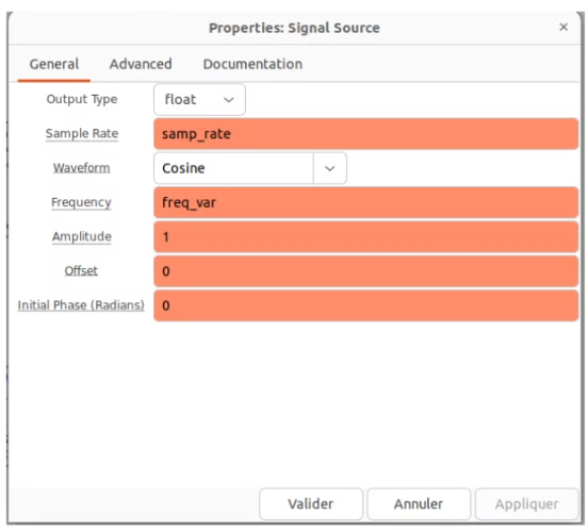 Properties: Signal Source ×
General Advanced Documentation
Output Type float
Sample Rate samp_rate
Waveform Cosine
Frequency freq_var
Amplitude 1
Offset 0
Initial Phase (Radians) 0
Valider Annuler Appliquer